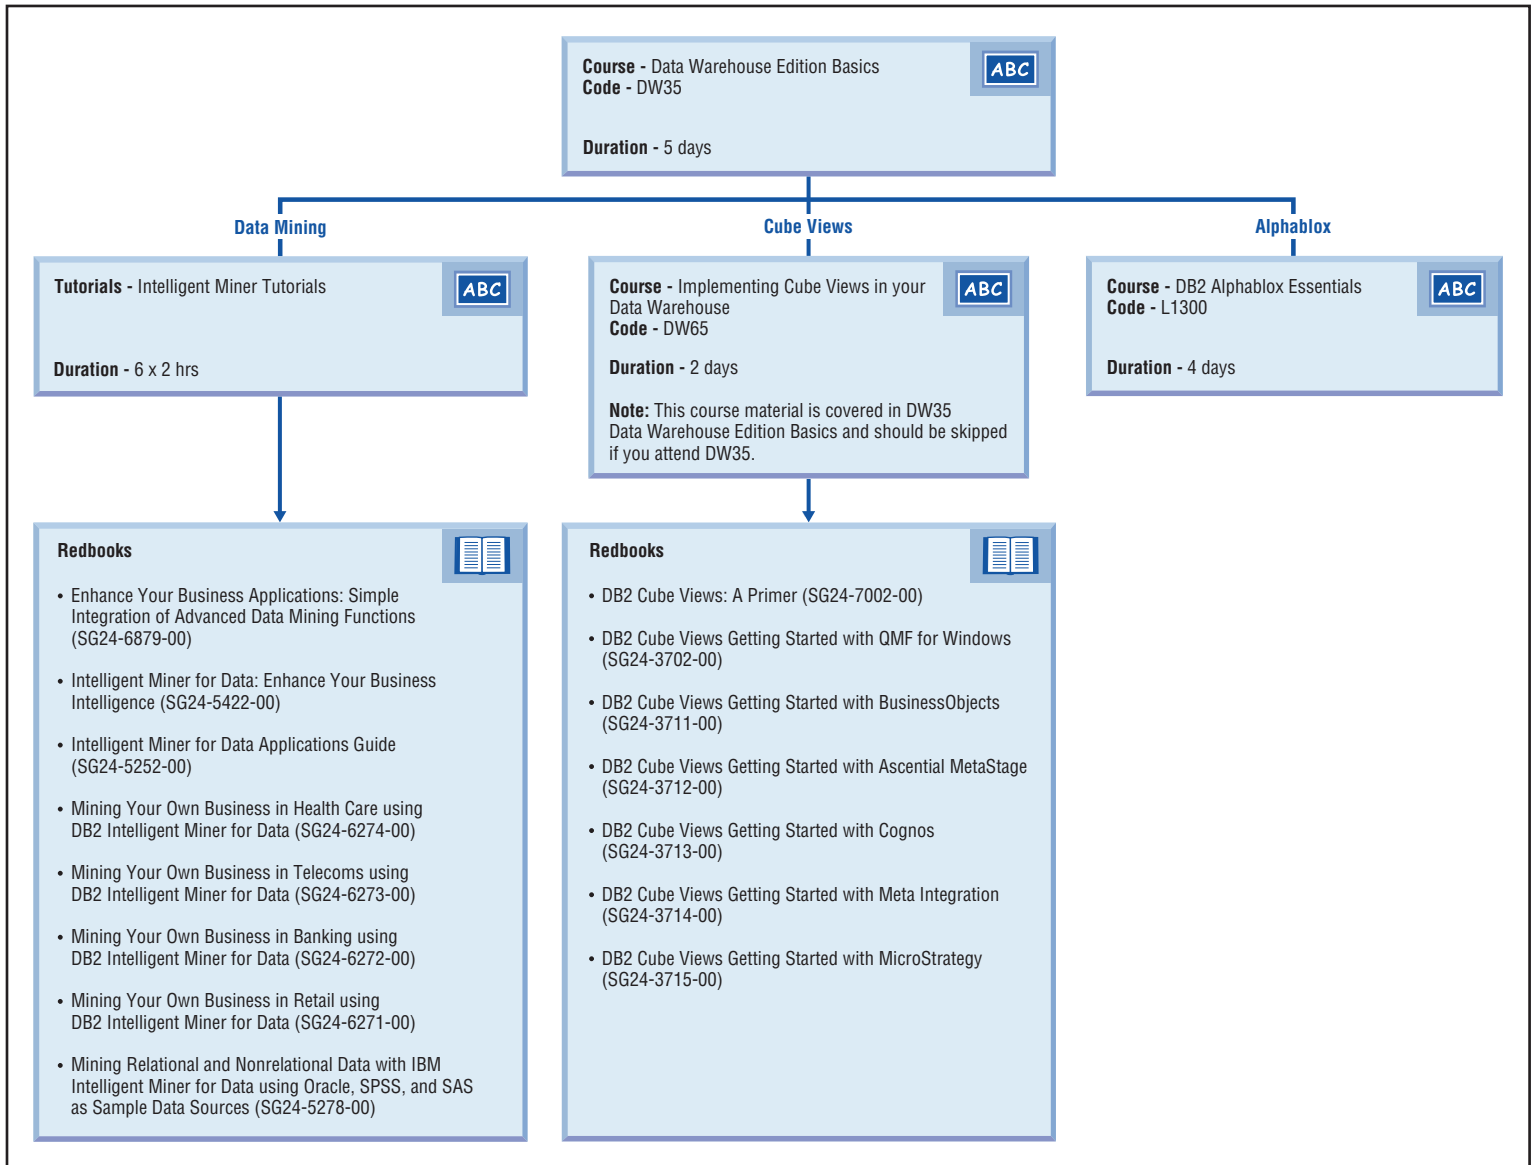 Course - Data Warehouse Edition Basics
Code - DW35
Duration - 5 days
ABC
Data Mining
Cube Views
Alphablox
Tutorials - Intelligent Miner Tutorials
Duration - 6 x 2 hrs
ABC
Course - Implementing Cube Views in your
Data Warehouse
Code - DW65
Duration - 2 days
Note: This course material is covered in DW35
Data Warehouse Edition Basics and should be skipped
if you attend DW35.
ABC
Course - DB2 Alphablox Essentials
Code - L1300
Duration - 4 days
ABC
Redbooks
• Enhance Your Business Applications: Simple
Integration of Advanced Data Mining Functions
(SG24-6879-00)
• Intelligent Miner for Data: Enhance Your Business
Intelligence (SG24-5422-00)
• Intelligent Miner for Data Applications Guide
(SG24-5252-00)
• Mining Your Own Business in Health Care using
DB2 Intelligent Miner for Data (SG24-6274-00)
• Mining Your Own Business in Telecoms using
DB2 Intelligent Miner for Data (SG24-6273-00)
• Mining Your Own Business in Banking using
DB2 Intelligent Miner for Data (SG24-6272-00)
• Mining Your Own Business in Retail using
DB2 Intelligent Miner for Data (SG24-6271-00)
• Mining Relational and Nonrelational Data with IBM
Intelligent Miner for Data using Oracle, SPSS, and SAS
as Sample Data Sources (SG24-5278-00)
Redbooks
• DB2 Cube Views: A Primer (SG24-7002-00)
• DB2 Cube Views Getting Started with QMF for Windows
(SG24-3702-00)
• DB2 Cube Views Getting Started with BusinessObjects
(SG24-3711-00)
• DB2 Cube Views Getting Started with Ascential MetaStage
(SG24-3712-00)
• DB2 Cube Views Getting Started with Cognos
(SG24-3713-00)
• DB2 Cube Views Getting Started with Meta Integration
(SG24-3714-00)
• DB2 Cube Views Getting Started with MicroStrategy
(SG24-3715-00)